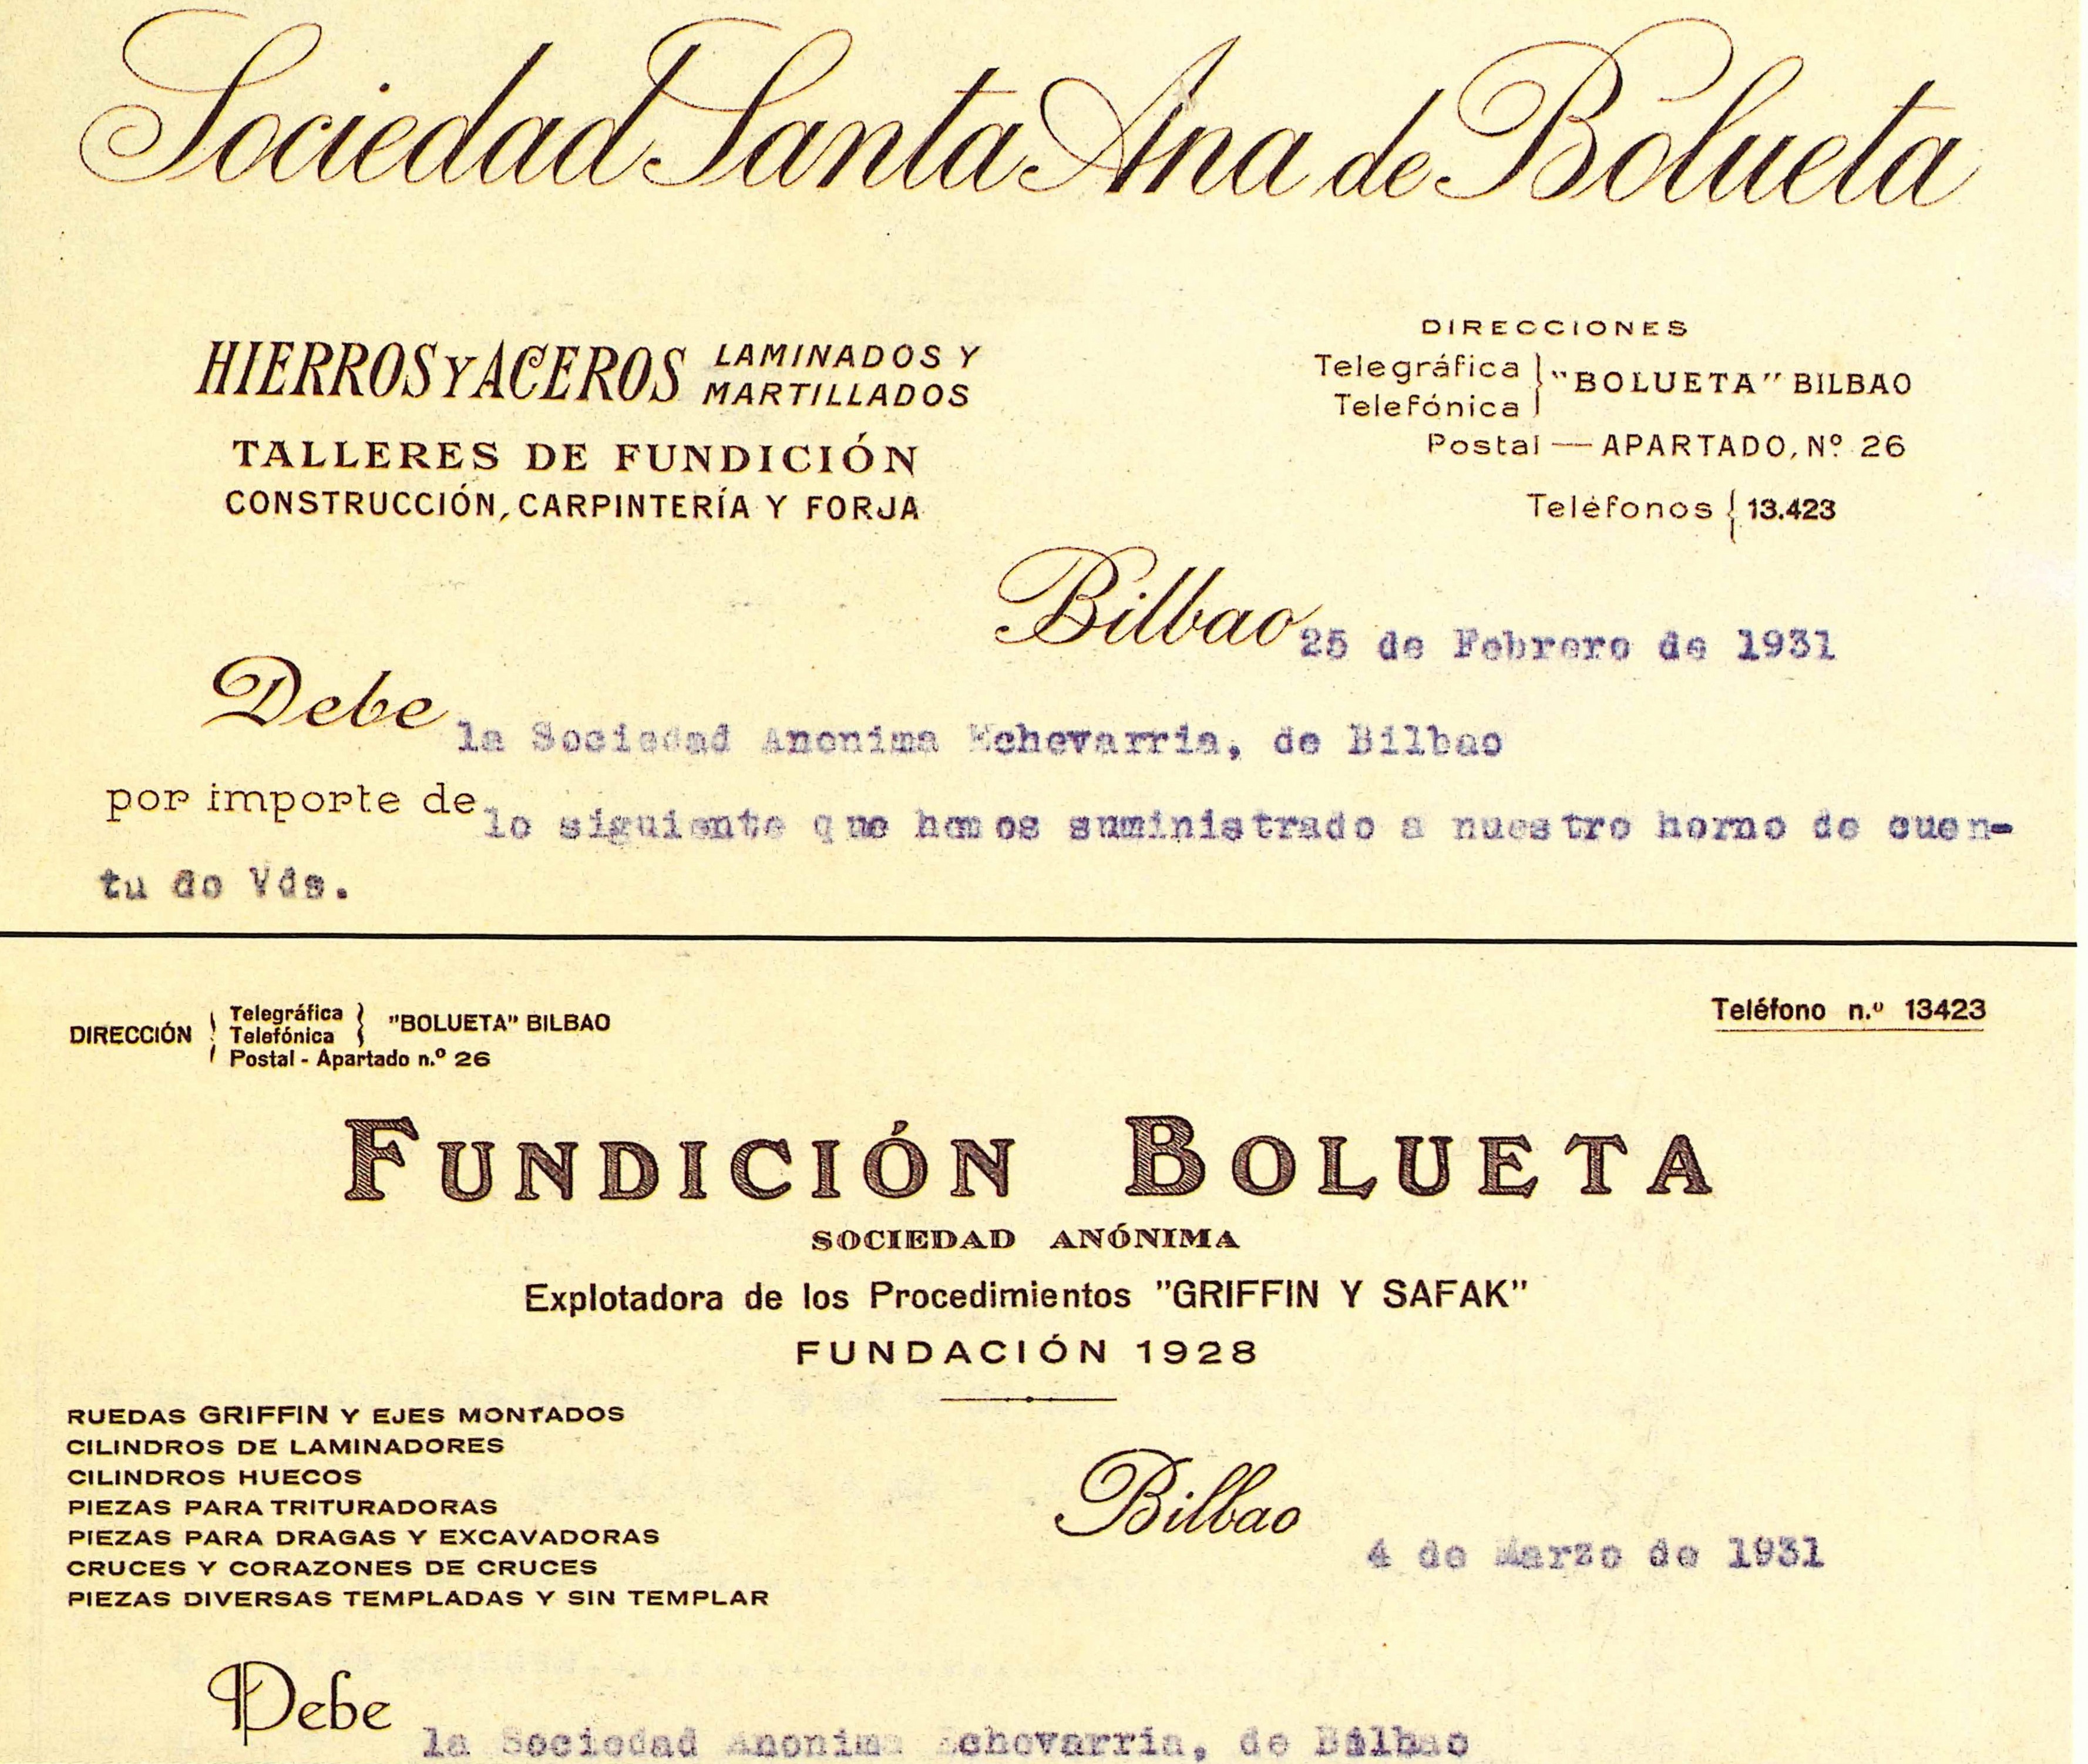 Sociedad Santa Ana de Bolueta
HIERROS Y ACEROS LAMINADOS Y MARTILLADOS
TALLERES DE FUNDICIÓN
CONSTRUCCIÓN, CARPINTERÍA Y FORJA
DIRECCIONES
Telegráfica
Telefónica } "BOLUETA" BILBAO
Postal — APARTADO, Nº 26
Teléfonos { 13.423
Bilbao 25 de Febrero de 1931
Debe la Sociedad Anonima Echevarria, de Bilbao
por importe de lo siguiente que hemos suministrado a nuestro horno de cuen-
tu do Vds.
DIRECCIÓN { Telegráfica
Telefónica } "BOLUETA" BILBAO
Postal - Apartado n.º 26
Teléfono n.º 13423
FUNDICIÓN BOLUETA
SOCIEDAD ANÓNIMA
Explotadora de los Procedimientos "GRIFFIN Y SAFAK"
FUNDACIÓN 1928
RUEDAS GRIFFIN Y EJES MONTADOS
CILINDROS DE LAMINADORES
CILINDROS HUECOS
PIEZAS PARA TRITURADORAS
PIEZAS PARA DRAGAS Y EXCAVADORAS
CRUCES Y CORAZONES DE CRUCES
PIEZAS DIVERSAS TEMPLADAS Y SIN TEMPLAR
Bilbao 4 de Marzo de 1931
Debe la Sociedad Anonima Echevarria, de Bilbao